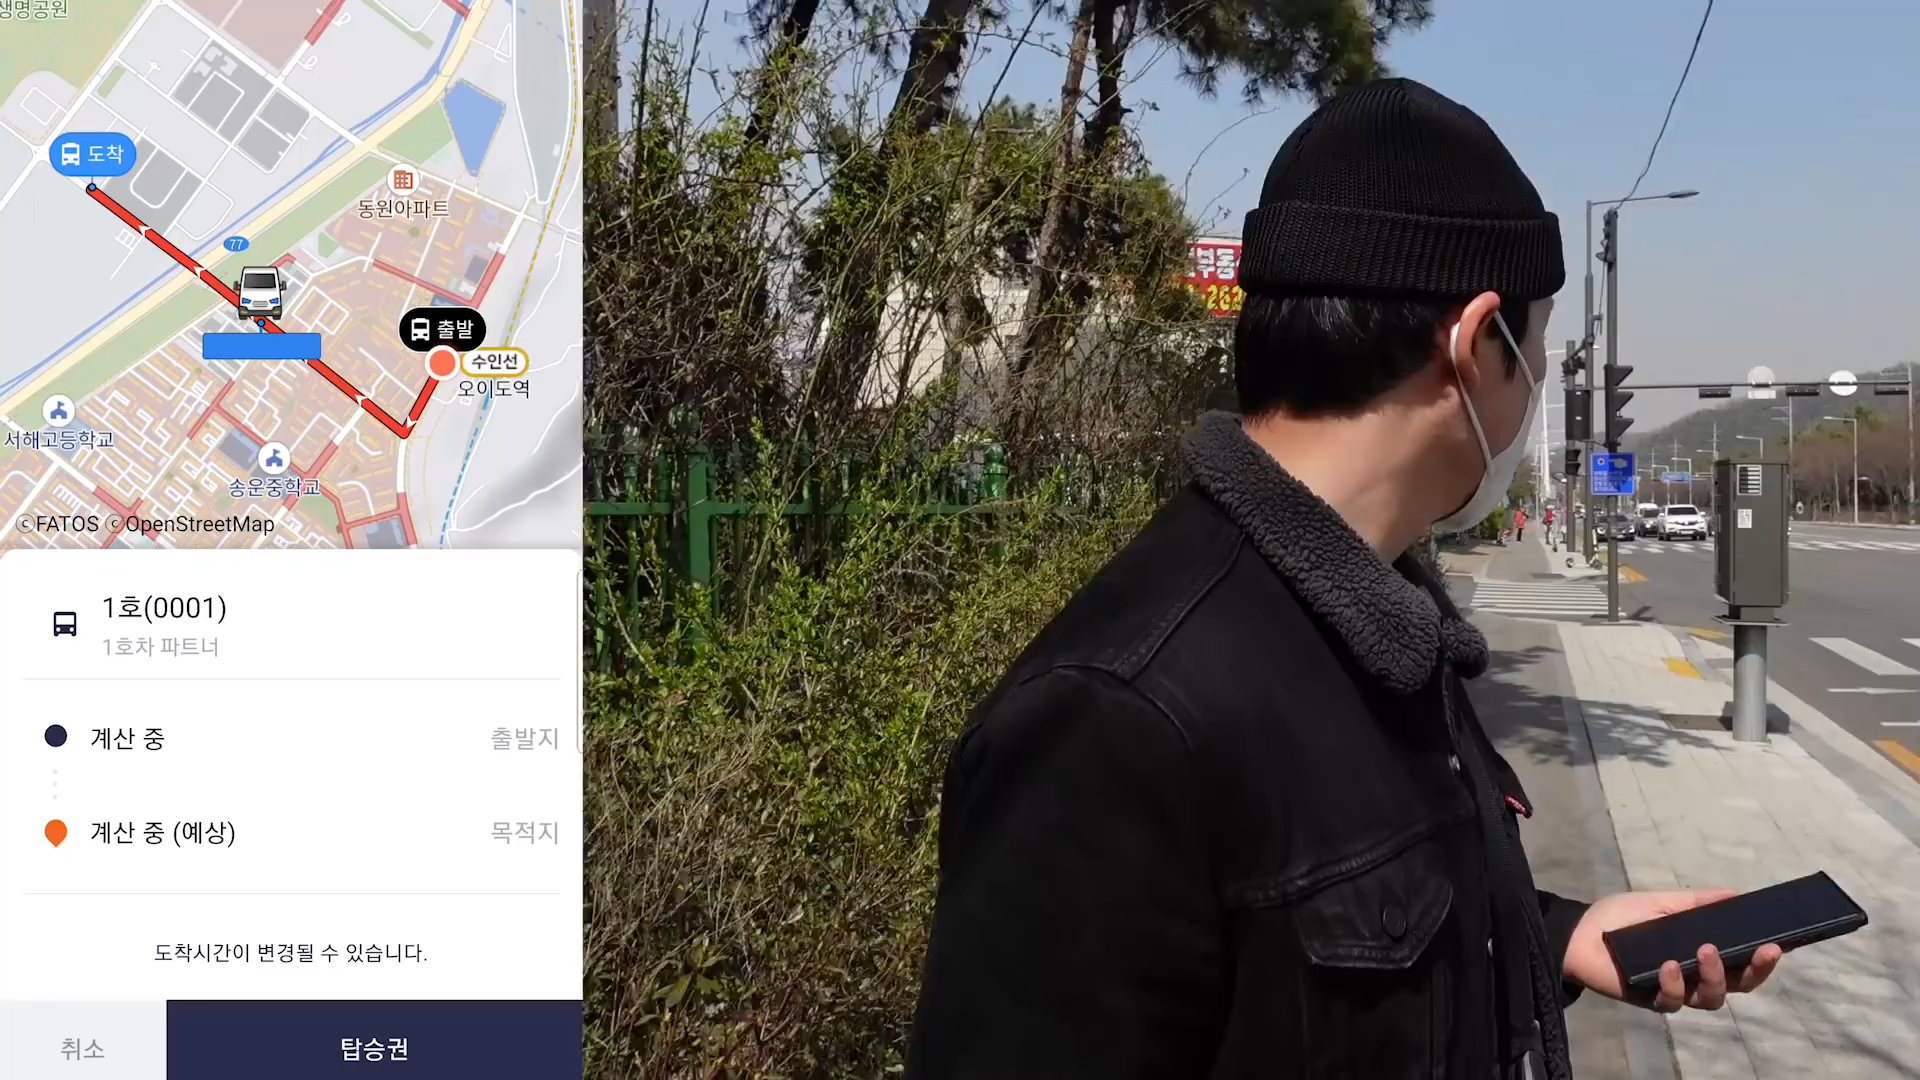 생명공원
도착
동원아파트
77
출발
수인선
오이도역
서해고등학교
송운중학교
©FATOS ©OpenStreetMap
1호(0001)
1호차 파트너
계산 중
출발지
계산 중 (예상)
목적지
도착시간이 변경될 수 있습니다.
취소
탑승권
부동